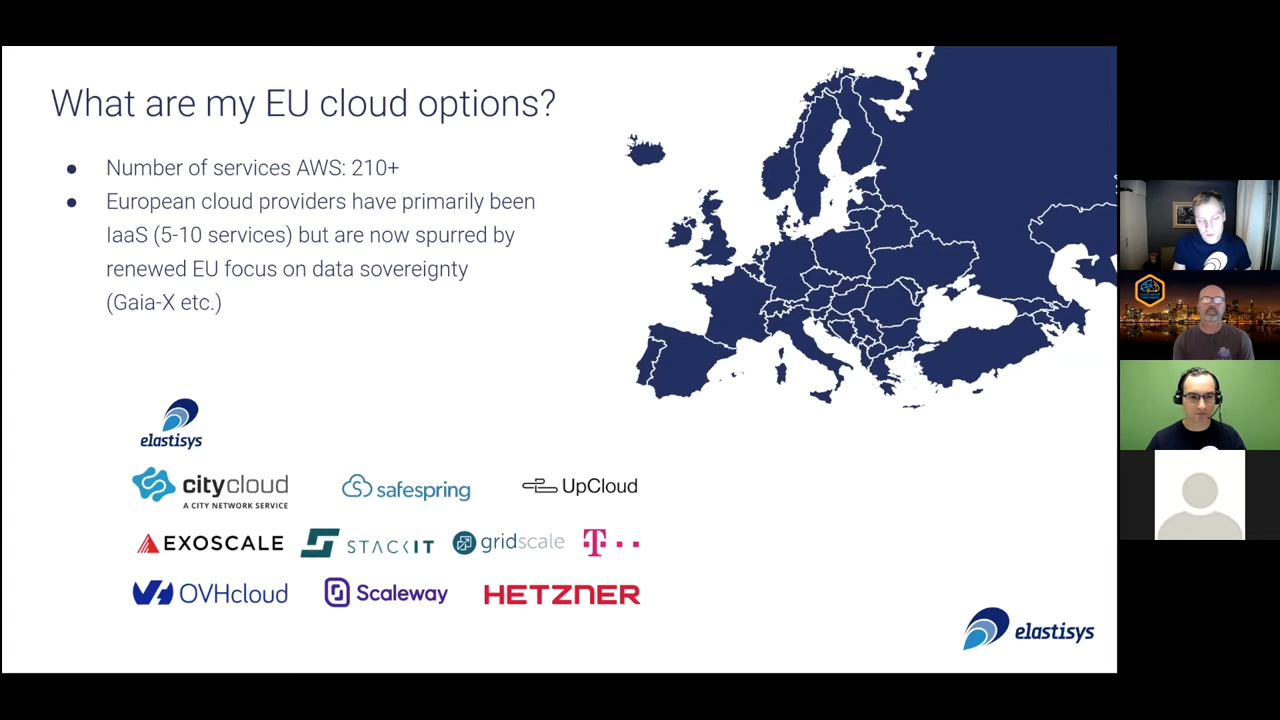 What are my EU cloud options?
● Number of services AWS: 210+
● European cloud providers have primarily been
IaaS (5-10 services) but are now spurred by
renewed EU focus on data sovereignty
(Gaia-X etc.)
elastisys
citycloud
A CITY NETWORK SERVICE
safespring
UpCloud
EXOSCALE
STACKIT
gridscale
T
OVHcloud
Scaleway
HETZNER
elastisys